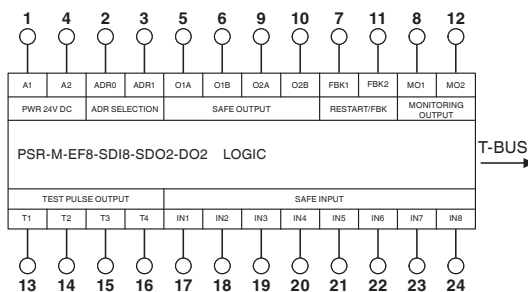 1 4 2 3 5 6 9 10 7 11 8 12
A1 A2 ADR0 ADR1 O1A O1B O2A O2B FBK1 FBK2 MO1 MO2
PWR 24V DC ADR SELECTION SAFE OUTPUT RESTART/FBK MONITORING OUTPUT
PSR-M-EF8-SDI8-SDO2-DO2 LOGIC
T-BUS
TEST PULSE OUTPUT SAFE INPUT
T1 T2 T3 T4 IN1 IN2 IN3 IN4 IN5 IN6 IN7 IN8
13 14 15 16 17 18 19 20 21 22 23 24